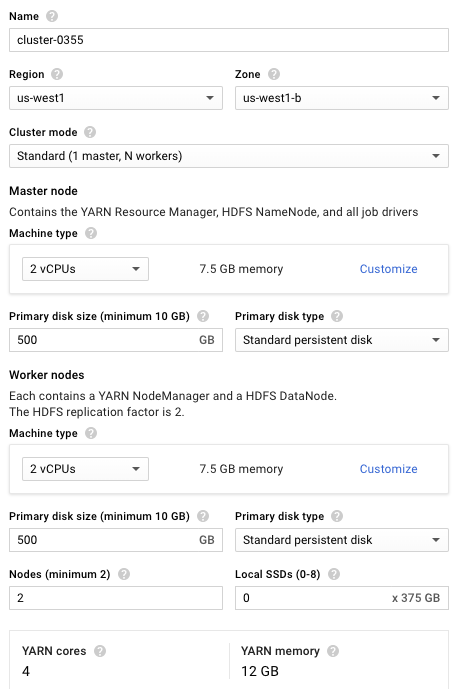 Name
cluster-0355
Region Zone
us-west1 us-west1-b
Cluster mode
Standard (1 master, N workers)
Master node
Contains the YARN Resource Manager, HDFS NameNode, and all job drivers
Machine type
2 vCPUs 7.5 GB memory Customize
Primary disk size (minimum 10 GB) Primary disk type
500 GB Standard persistent disk
Worker nodes
Each contains a YARN NodeManager and a HDFS DataNode.
The HDFS replication factor is 2.
Machine type
2 vCPUs 7.5 GB memory Customize
Primary disk size (minimum 10 GB) Primary disk type
500 GB Standard persistent disk
Nodes (minimum 2) Local SSDs (0-8)
2 0 x 375 GB
YARN cores YARN memory
4 12 GB